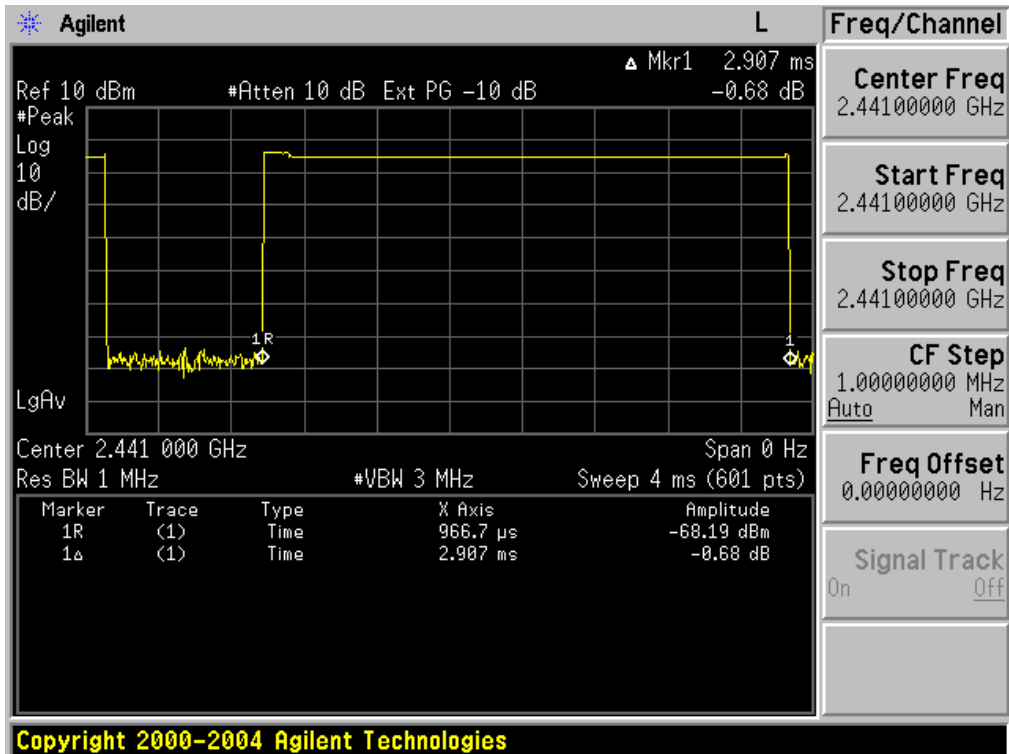 Agilent L Freq/Channel
Δ Mkr1 2.907 ms
Ref 10 dBm #Atten 10 dB Ext PG -10 dB -0.68 dB
#Peak
Log
10
dB/
1R
1
LgAv
Center 2.441 000 GHz Span 0 Hz
Res BW 1 MHz #VBW 3 MHz Sweep 4 ms (601 pts)
Marker Trace Type X Axis Amplitude
1R (1) Time 966.7 μs -68.19 dBm
1Δ (1) Time 2.907 ms -0.68 dB
Center Freq
2.44100000 GHz
Start Freq
2.44100000 GHz
Stop Freq
2.44100000 GHz
CF Step
1.00000000 MHz
Auto Man
Freq Offset
0.00000000 Hz
Signal Track
On Off
Copyright 2000-2004 Agilent Technologies